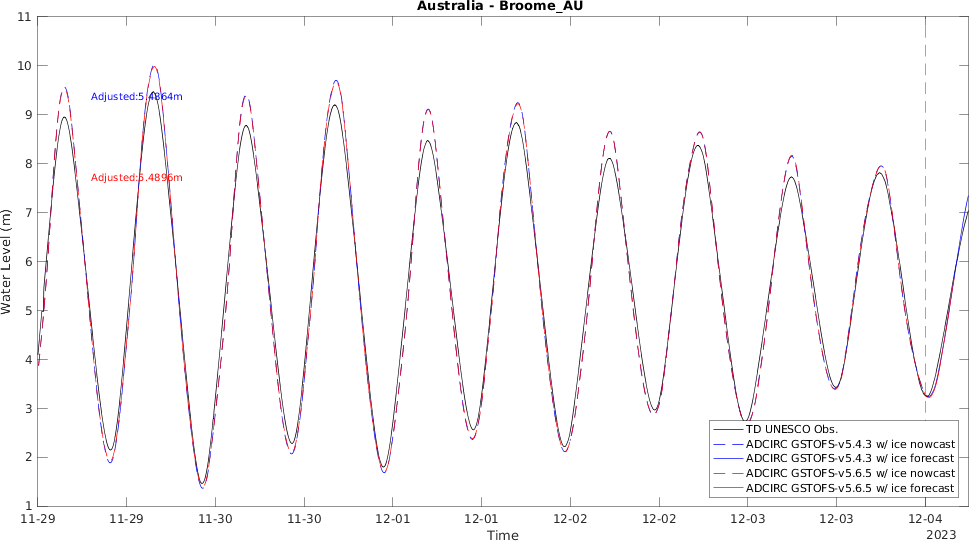 Australia - Broome_AU
11
10
9
8
7
6
5
4
3
2
1
Water Level (m)
Adjusted:5.4864m
Adjusted:5.4896m
TD UNESCO Obs.
ADCIRC GSTOFS-v5.4.3 w/ ice nowcast
ADCIRC GSTOFS-v5.4.3 w/ ice forecast
ADCIRC GSTOFS-v5.6.5 w/ ice nowcast
ADCIRC GSTOFS-v5.6.5 w/ ice forecast
11-29 11-29 11-30 11-30 12-01 12-01 12-02 12-02 12-03 12-03 12-04
Time
2023